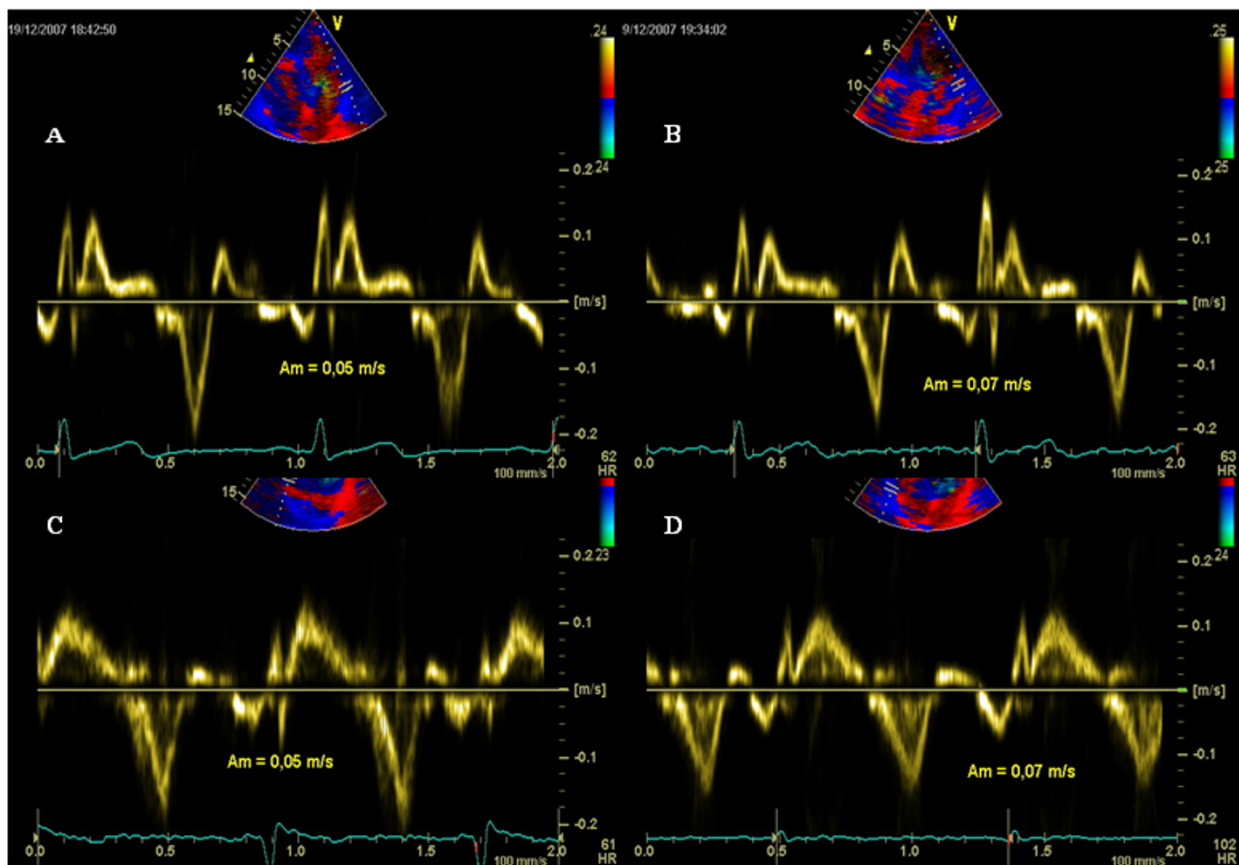 19/12/2007 18:42:50
V
.24
5
10
15
A
.24
0.2
0.1
[m/s]
-0.1
-0.2
Am = 0,05 m/s
0.0
0.5
1.0
1.5
2.0
62
HR
100 mm/s
9/12/2007 19:34:02
V
.25
5
10
15
B
.25
0.2
0.1
[m/s]
-0.1
-0.2
Am = 0,07 m/s
0.0
0.5
1.0
1.5
2.0
63
HR
100 mm/s
15
C
.23
0.2
0.1
[m/s]
-0.1
-0.2
Am = 0,05 m/s
0.0
0.5
1.0
1.5
2.0
61
HR
100 mm/s
15
D
.24
0.2
0.1
[m/s]
-0.1
-0.2
Am = 0,07 m/s
0.0
0.5
1.0
1.5
2.0
102
HR
100 mm/s